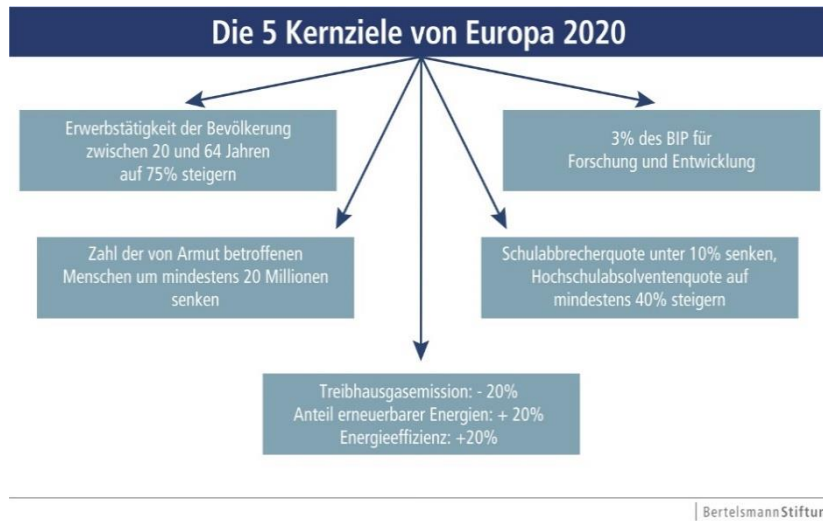 Die 5 Kernziele von Europa 2020
Erwerbstätigkeit der Bevölkerung
zwischen 20 und 64 Jahren
auf 75% steigern
3% des BIP für
Forschung und Entwicklung
Zahl der von Armut betroffenen
Menschen um mindestens 20 Millionen
senken
Schulabbrecherquote unter 10% senken,
Hochschulabsolventenquote auf
mindestens 40% steigern
Treibhausgasemission: - 20%
Anteil erneuerbarer Energien: + 20%
Energieeffizienz: +20%
BertelsmannStiftun